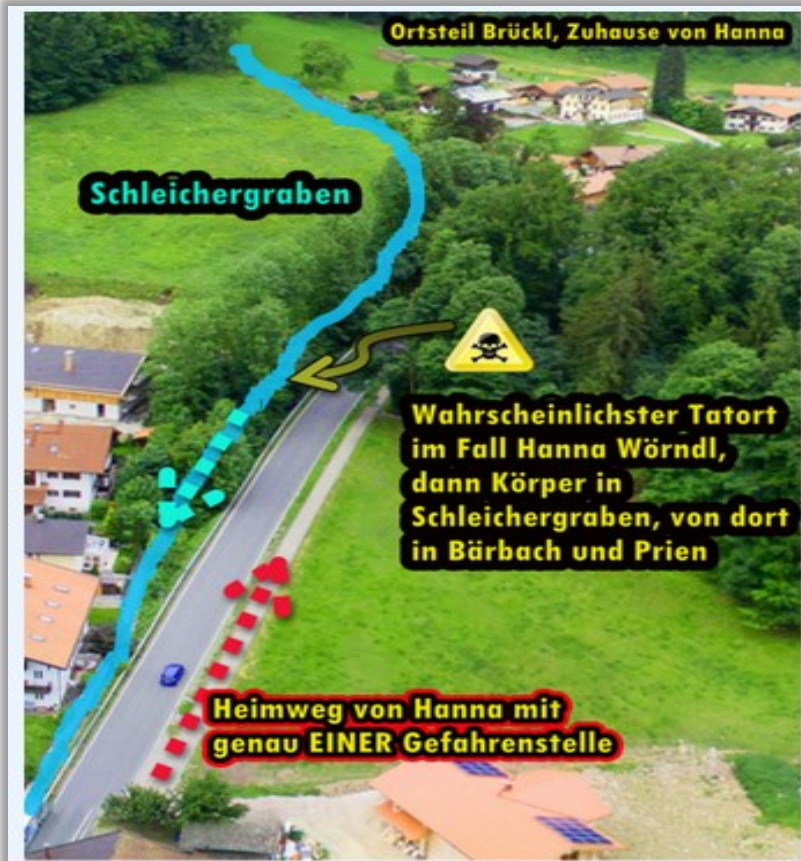 Ortsteil Brückl, Zuhause von Hanna
Schleichergraben
Wahrscheinlichster Tatort
im Fall Hanna Wörndl,
dann Körper in
Schleichergraben, von dort
in Bärbach und Prien
Heimweg von Hanna mit
genau EINER Gefahrenstelle